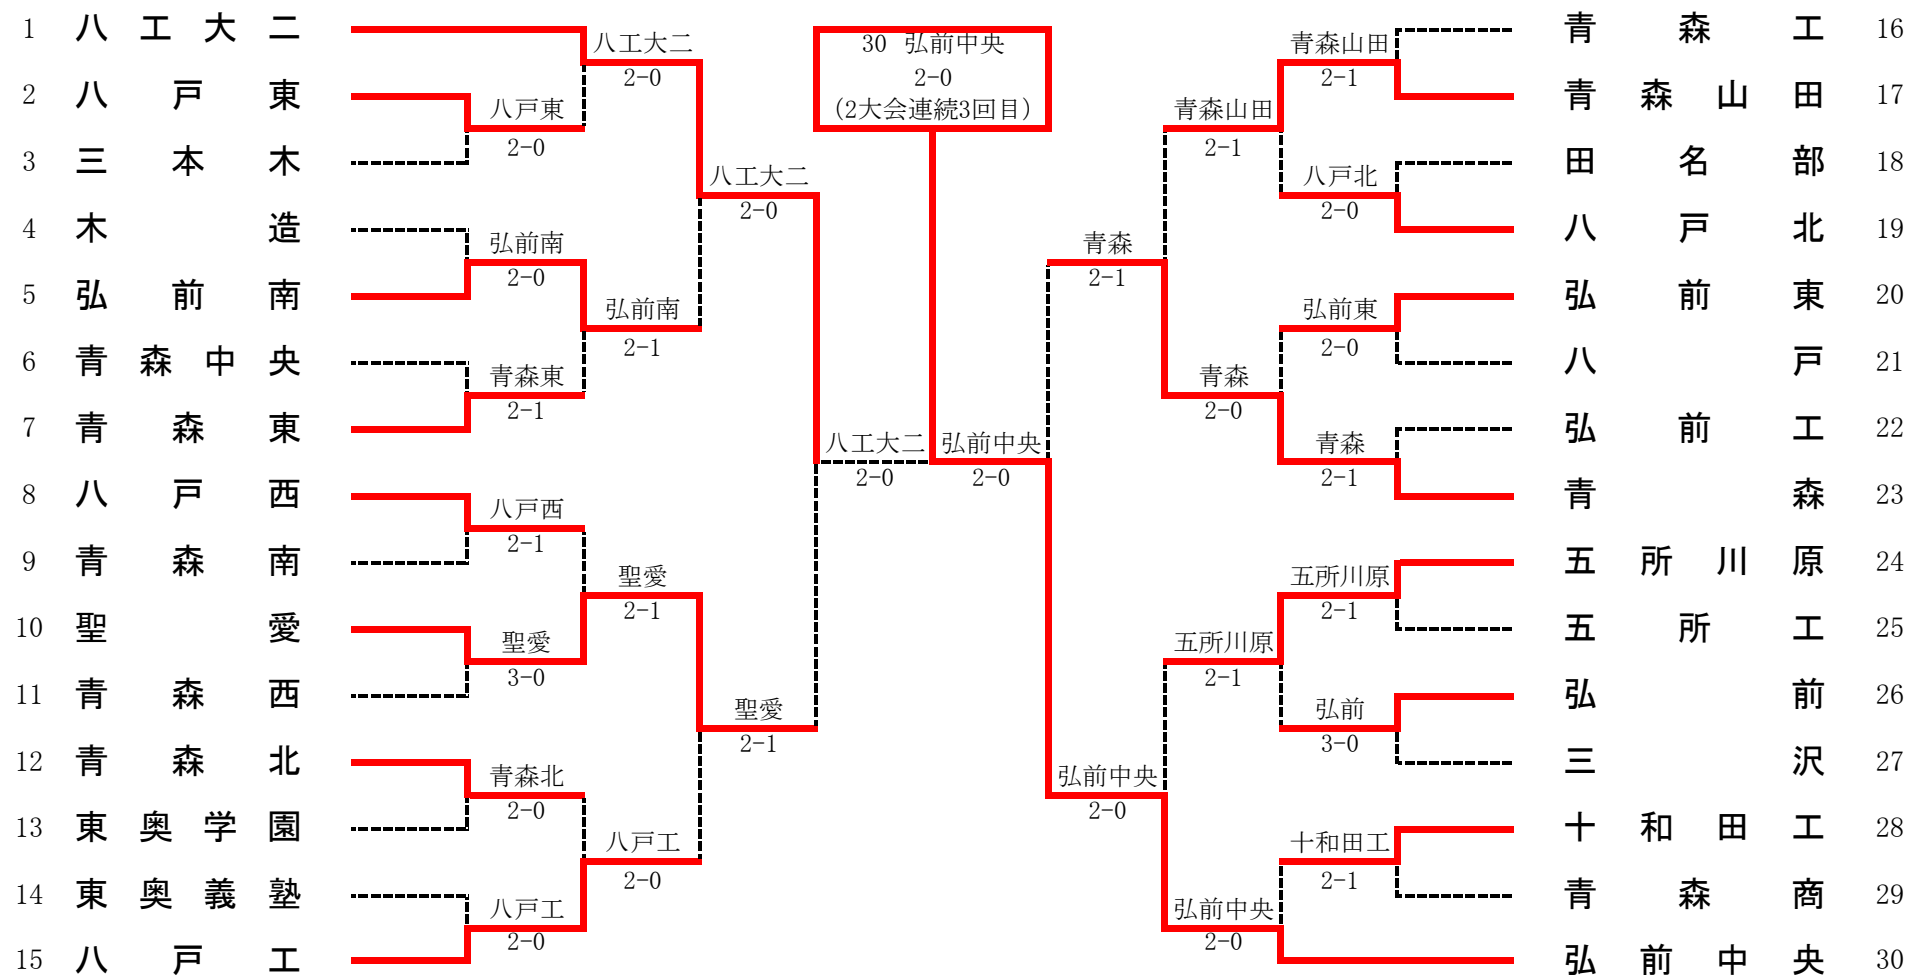 1 八工大二
2 八戸東
3 三本木
4 木造
5 弘前南
6 青森中央
7 青森東
8 八戸西
9 青森南
10 聖愛
11 青森西
12 青森北
13 東奥学園
14 東奥義塾
15 八戸工
八戸東
2-0
弘前南
2-0
青森東
2-1
八戸西
2-1
聖愛
3-0
青森北
2-0
八戸工
2-0
八工大二
2-0
弘前南
2-1
聖愛
2-1
八戸工
2-0
八工大二
2-0
聖愛
2-1
八工大二
2-0
30 弘前中央
2-0
(2大会連続3回目)
弘前中央
2-0
青森
2-1
弘前中央
2-0
青森山田
2-1
青森
2-0
五所川原
2-1
弘前中央
2-0
青森山田
2-1
八戸北
2-0
弘前東
2-0
青森
2-1
五所川原
2-1
弘前
3-0
十和田工
2-1
青森工 16
青森山田 17
田名部 18
八戸北 19
弘前東 20
八戸 21
弘前工 22
青森 23
五所川原 24
五所工 25
弘前 26
三沢 27
十和田工 28
青森商 29
弘前中央 30